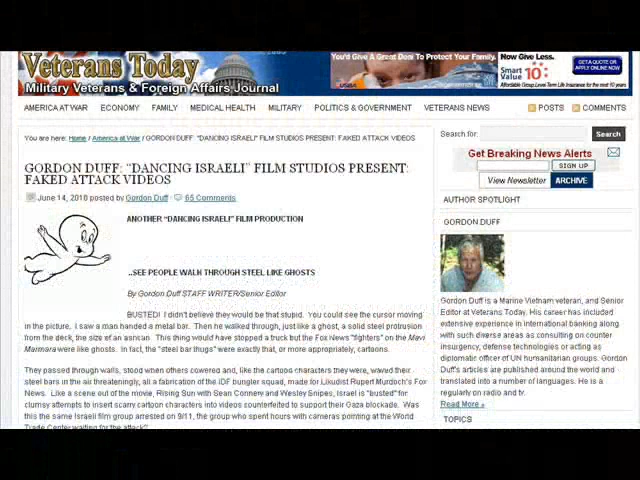 Veterans Today
Military Veterans & Foreign Affairs Journal
You'd Give A Great Deal To Protect Your Family.
Now Give Less.
Smart
Value
10
GET A QUOTE OR
APPLY ONLINE NOW
USBA
Affordable Group Level Term Life Insurance for the next 10 years
AMERICA AT WAR ECONOMY FAMILY MEDICAL HEALTH MILITARY POLITICS & GOVERNMENT VETERANS NEWS POSTS COMMENTS
You are here: Home / America at War / GORDON DUFF: "DANCING ISRAELI" FILM STUDIOS PRESENT: FAKED ATTACK VIDEOS
GORDON DUFF: "DANCING ISRAELI" FILM STUDIOS PRESENT:
FAKED ATTACK VIDEOS
June 14, 2010 posted by Gordon Duff · 65 Comments
ANOTHER "DANCING ISRAELI" FILM PRODUCTION
..SEE PEOPLE WALK THROUGH STEEL LIKE GHOSTS
By Gordon Duff STAFF WRITER/Senior Editor
BUSTED! I didn't believe they would be that stupid. You could see the cursor moving
in the picture. I saw a man handed a metal bar. Then he walked through, just like a ghost, a solid steel protrusion
from the deck, the size of an ashcan. This thing would have stopped a truck but the Fox News "fighters" on the Mavi
Marmara were like ghosts. In fact, the "steel bar thugs" were exactly that, or more appropriately, cartoons.
They passed through walls, stood when others cowered and, like the cartoon characters they were, waved their
steel bars in the air threateningly, all a fabrication of the IDF bungler squad, made for Likudist Rupert Murdoch's Fox
News. Like a scene out of the movie, Rising Sun with Sean Connery and Wesley Snipes, Israel is "busted" for
clumsy attempts to insert scarry cartoon characters into videos counterfeited to support their Gaza blockade. Was
this the same Israeli film group arrested on 9/11, the group who spent hours with cameras pointing at the World
Trade Center waiting for the attack?
Search for: Search
Get Breaking News Alerts
SIGN UP
View Newsletter ARCHIVE
AUTHOR SPOTLIGHT
GORDON DUFF
Gordon Duff is a Marine Vietnam veteran, and Senior
Editor at Veterans Today. His career has included
extensive experience in international banking along
with such diverse areas as consulting on counter
insurgency, defense technologies or acting as
diplomatic officer of UN humanitarian groups. Gordon
Duff's articles are published around the world and
translated into a number of languages. He is a
regularly on radio and tv.
Read More »
TOPICS